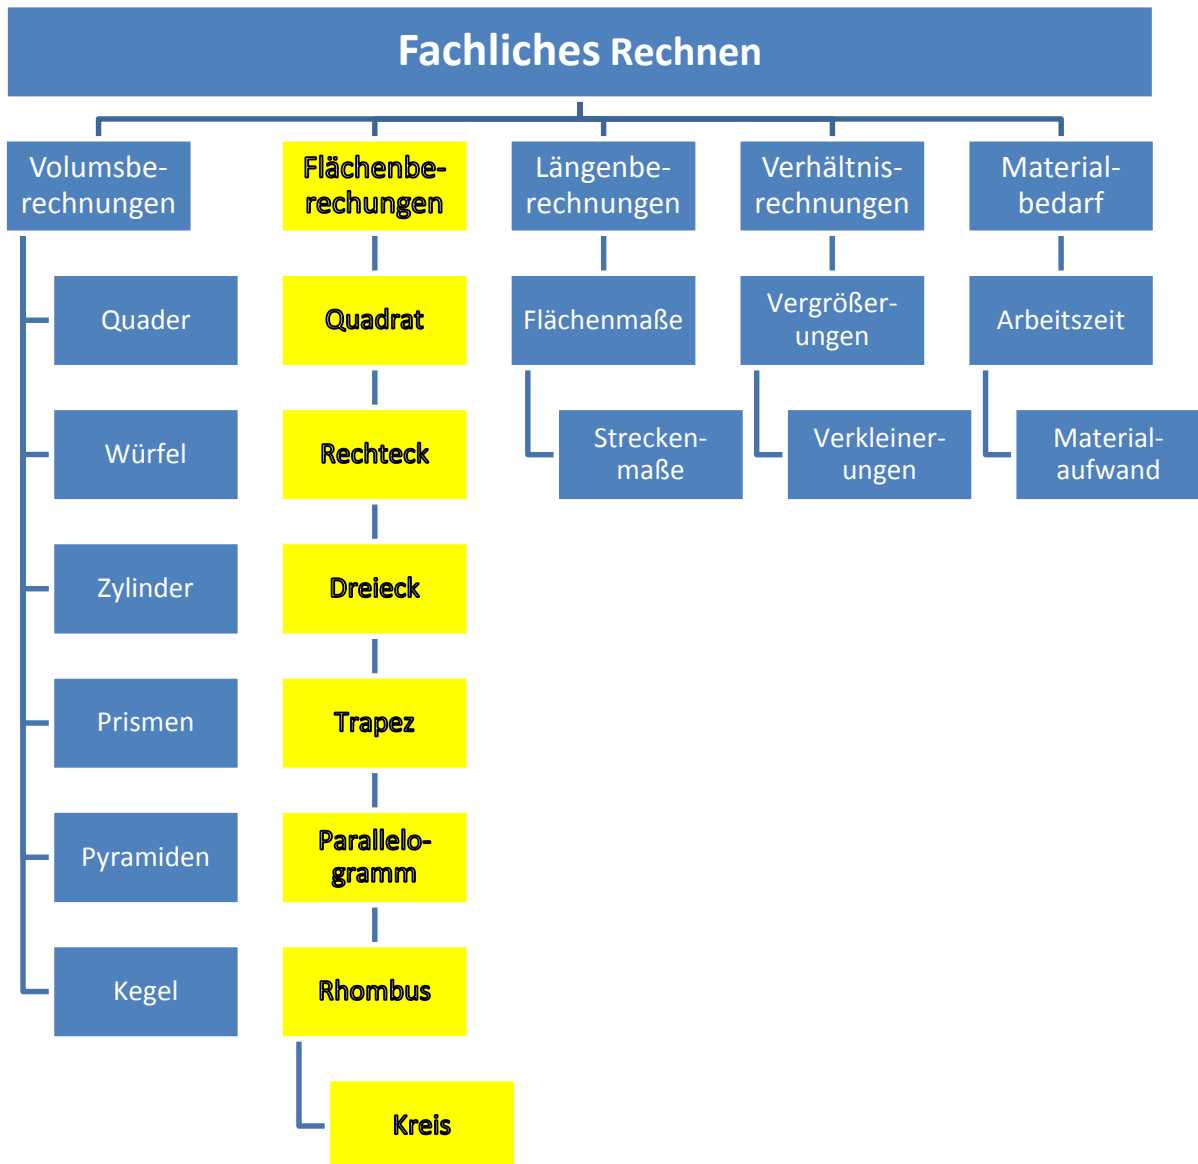 Fachliches Rechnen
Volumsbe-
rechnungen
Flächenbe-
rechungen
Längenbe-
rechnungen
Verhältnis-
rechnungen
Material-
bedarf
Quader
Quadrat
Flächenmaße
Vergrößer-
ungen
Arbeitszeit
Würfel
Rechteck
Strecken-
maße
Verkleiner-
ungen
Material-
aufwand
Zylinder
Dreieck
Prismen
Trapez
Pyramiden
Parallelo-
gramm
Kegel
Rhombus
Kreis